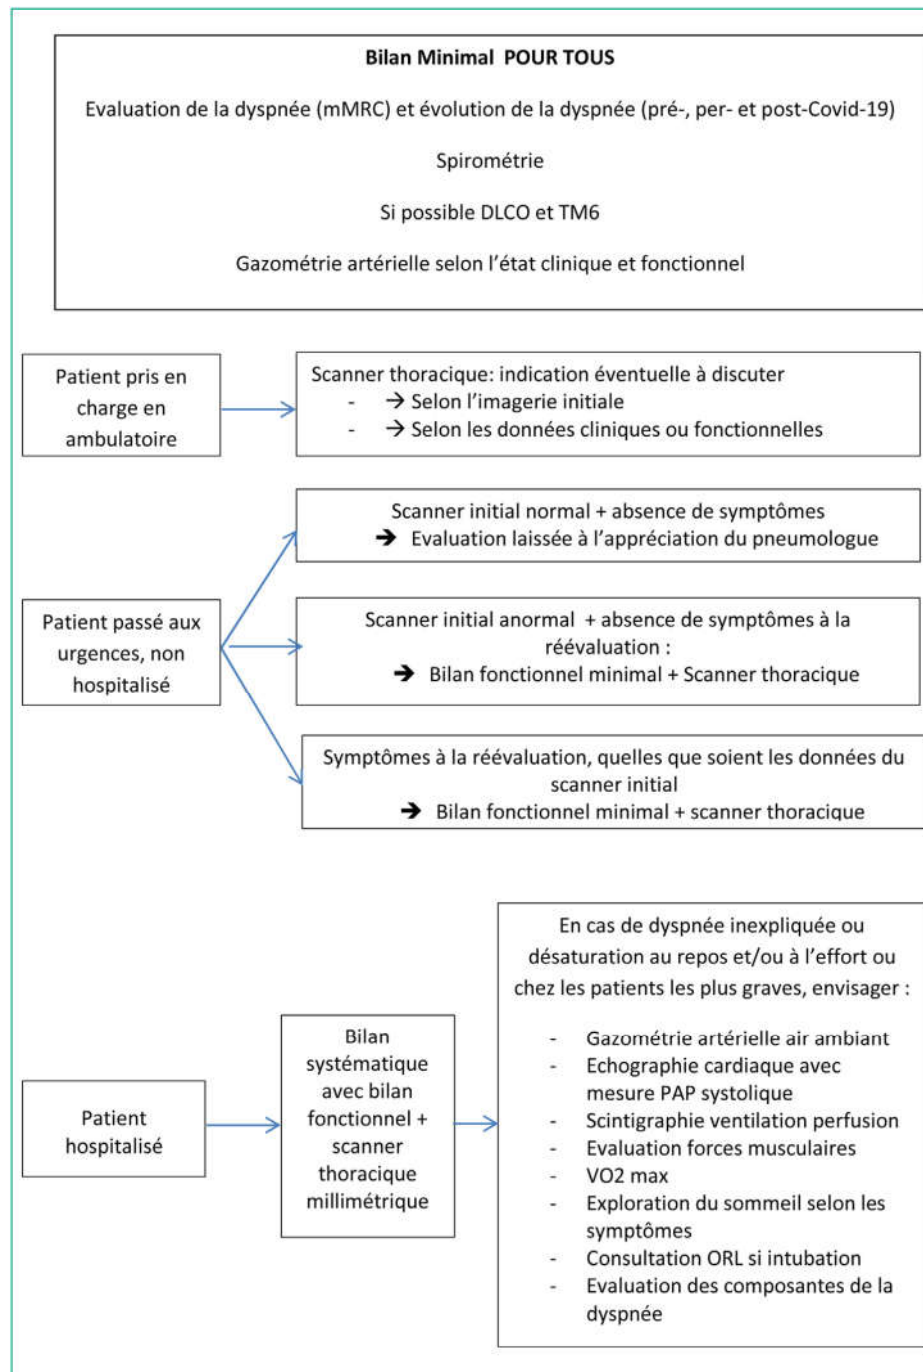 Bilan Minimal POUR TOUS
Evaluation de la dyspnée (mMRC) et évolution de la dyspnée (pré-, per- et post-Covid-19)
Spirométrie
Si possible DLCO et TM6
Gazométrie artérielle selon l'état clinique et fonctionnel
Patient pris en
charge en
ambulatoire
Scanner thoracique: indication éventuelle à discuter
- → Selon l'imagerie initiale
- → Selon les données cliniques ou fonctionnelles
Scanner initial normal + absence de symptômes
➔ Evaluation laissée à l'appréciation du pneumologue
Patient passé aux
urgences, non
hospitalisé
Scanner initial anormal + absence de symptômes à la
réévaluation :
➔ Bilan fonctionnel minimal + Scanner thoracique
Symptômes à la réévaluation, quelles que soient les données du
scanner initial
➔ Bilan fonctionnel minimal + scanner thoracique
Patient
hospitalisé
Bilan
systématique
avec bilan
fonctionnel +
scanner
thoracique
millimétrique
En cas de dyspnée inexpliquée ou
désaturation au repos et/ou à l'effort ou
chez les patients les plus graves, envisager :
- Gazométrie artérielle air ambiant
- Echographie cardiaque avec
mesure PAP systolique
- Scintigraphie ventilation perfusion
- Evaluation forces musculaires
- VO2 max
- Exploration du sommeil selon les
symptômes
- Consultation ORL si intubation
- Evaluation des composantes de la
dyspnée